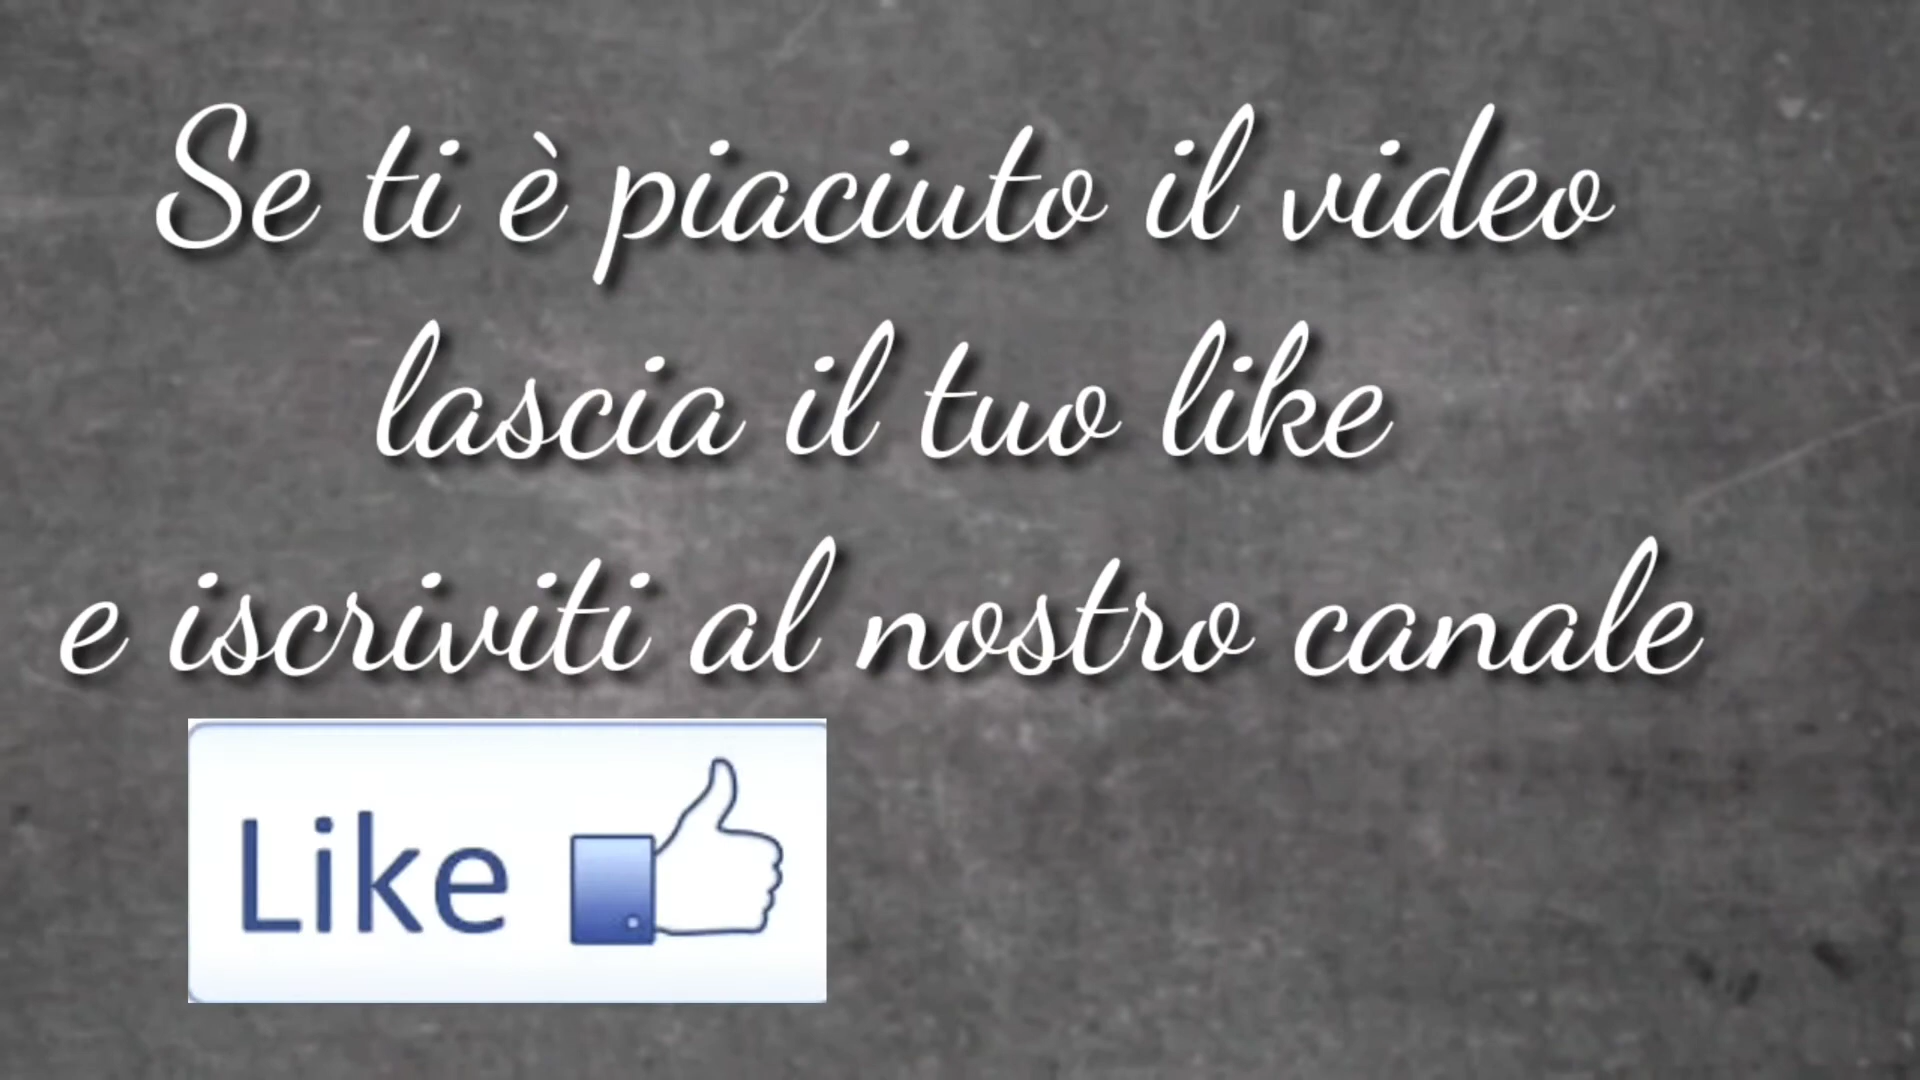 Se ti è piaciuto il video
lascia il tuo like
e iscriviti al nostro canale
Like